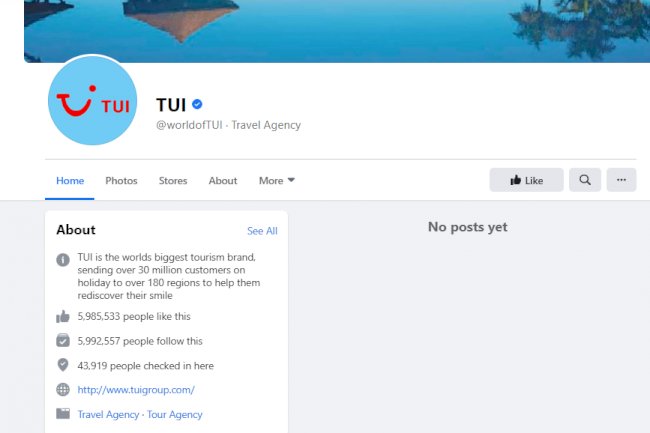 TUI
TUI
@worldofTUI · Travel Agency
Home Photos Stores About More Like
About See All
No posts yet
TUI is the worlds biggest tourism brand,
sending over 30 million customers on
holiday to over 180 regions to help them
rediscover their smile
5,985,533 people like this
5,992,557 people follow this
43,919 people checked in here
http://www.tuigroup.com/
Travel Agency · Tour Agency